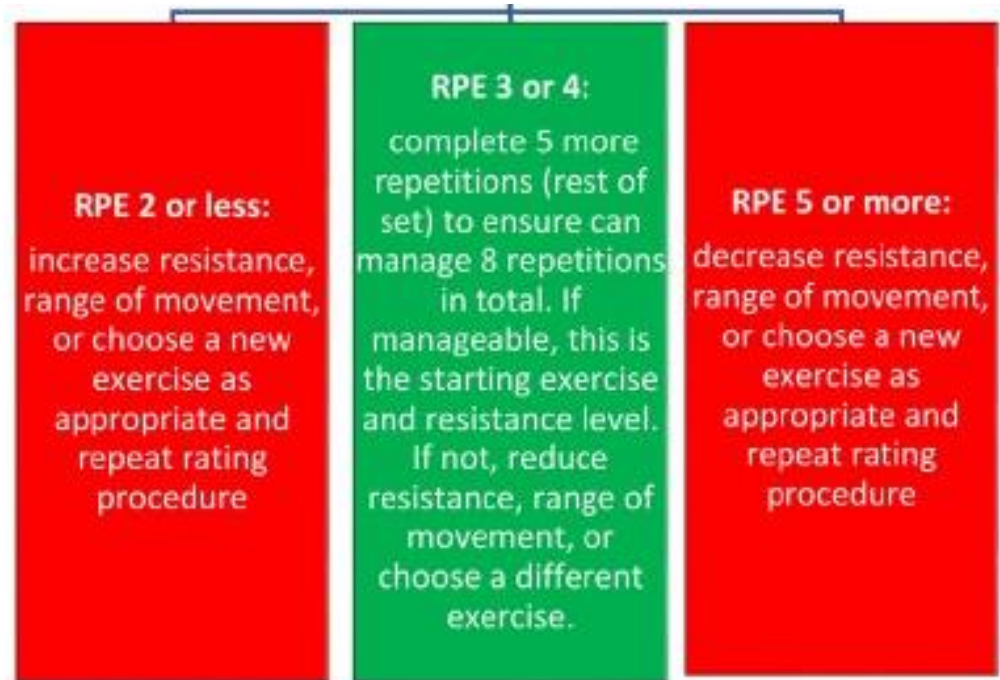 RPE 2 or less:
increase resistance,
range of movement,
or choose a new
exercise as
appropriate and
repeat rating
procedure
RPE 3 or 4:
complete 5 more
repetitions (rest of
set) to ensure can
manage 8 repetitions
in total. If
manageable, this is
the starting exercise
and resistance level.
If not, reduce
resistance, range of
movement, or
choose a different
exercise.
RPE 5 or more:
decrease resistance,
range of movement,
or choose a new
exercise as
appropriate and
repeat rating
procedure